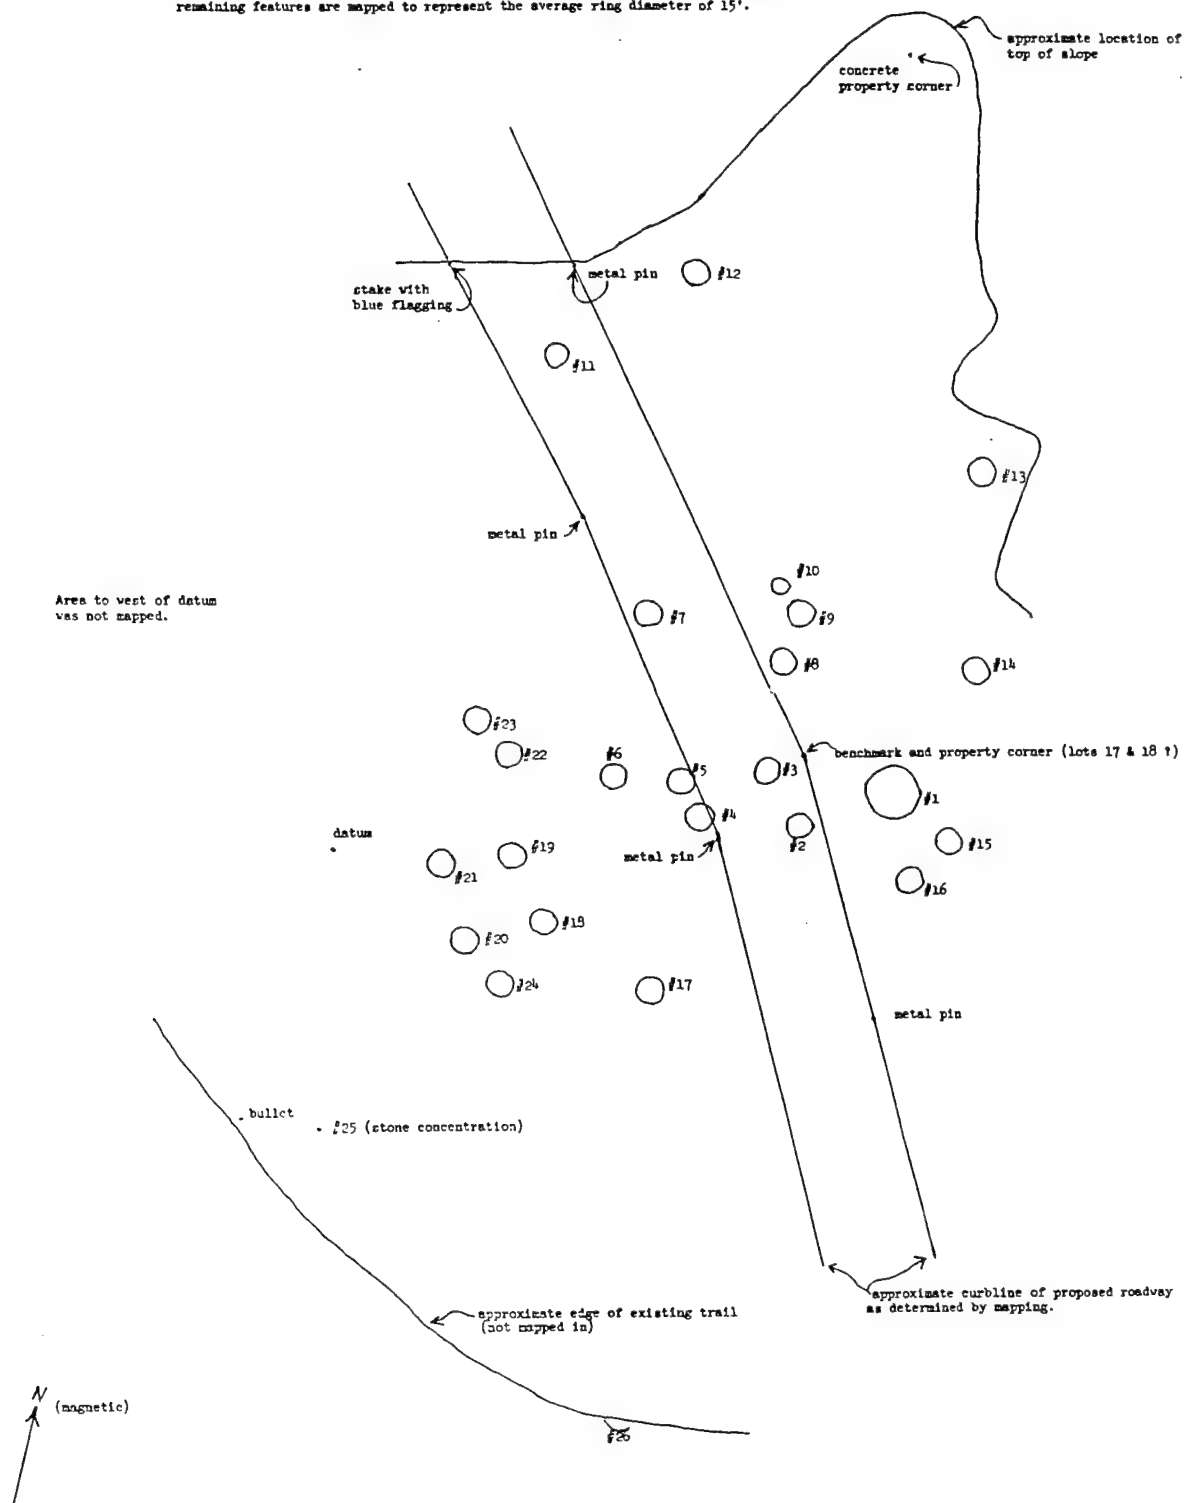 remaining features are mapped to represent the average ring diameter of 15'.
approximate location of
top of slope
concrete
property corner
#12
metal pin
stake with
blue flagging
#11
#13
metal pin
#10
Area to west of datum
was not mapped.
#7
#9
#8
#14
#23
#22
#6
#5
#3
benchmark and property corner (lots 17 & 18 ?)
#1
#4
datum
#2
#15
#19
metal pin
#21
#16
#18
#20
#24
#17
metal pin
bullet
#25 (stone concentration)
approximate curbline of proposed roadway
as determined by mapping.
approximate edge of existing trail
(not mapped in)
N
(magnetic)
#26